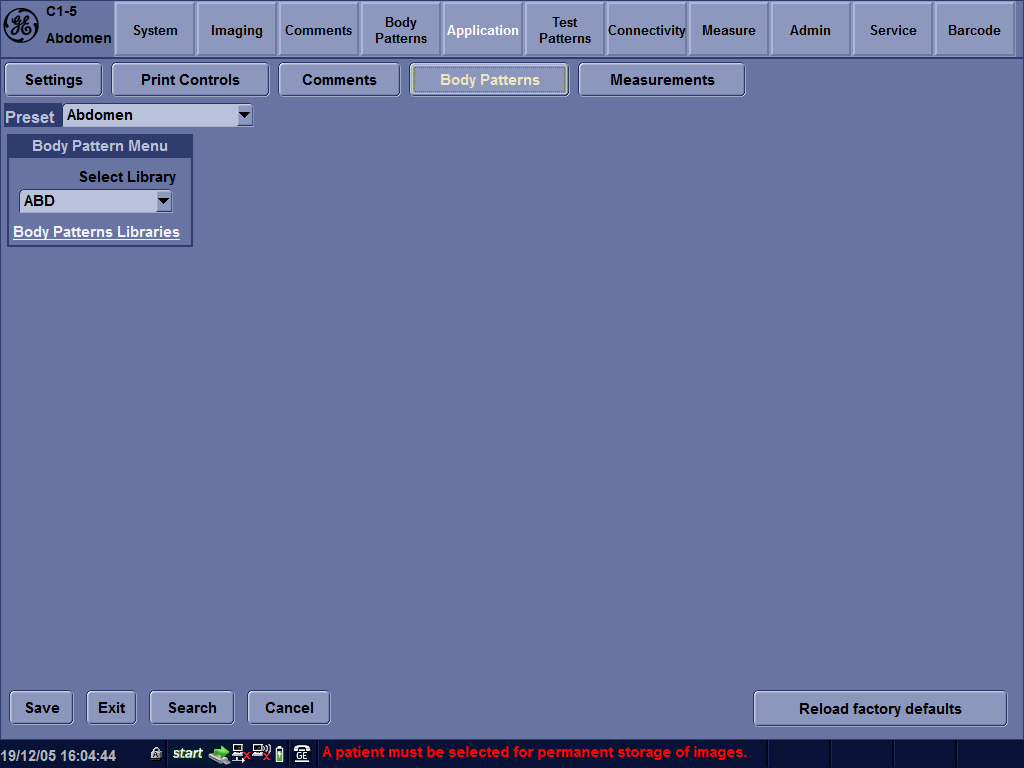 C1-5
Abdomen
System
Imaging
Comments
Body
Patterns
Application
Test
Patterns
Connectivity
Measure
Admin
Service
Barcode
Settings
Print Controls
Comments
Body Patterns
Measurements
Preset
Abdomen
Body Pattern Menu
Select Library
ABD
Body Patterns Libraries
Save
Exit
Search
Cancel
Reload factory defaults
19/12/05 16:04:44
start
GE
A patient must be selected for permanent storage of images.